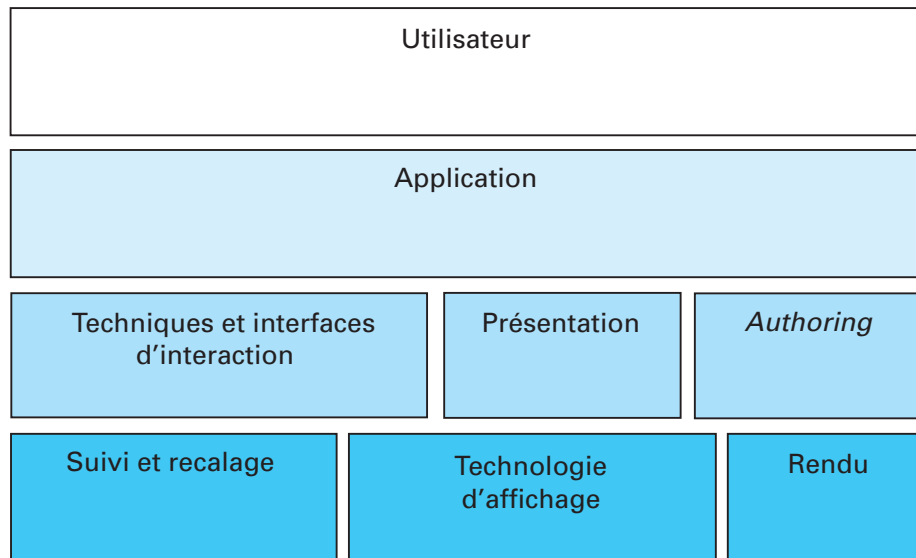 Utilisateur
Application
Techniques et interfaces
d'interaction
Présentation
Authoring
Suivi et recalage
Technologie
d'affichage
Rendu